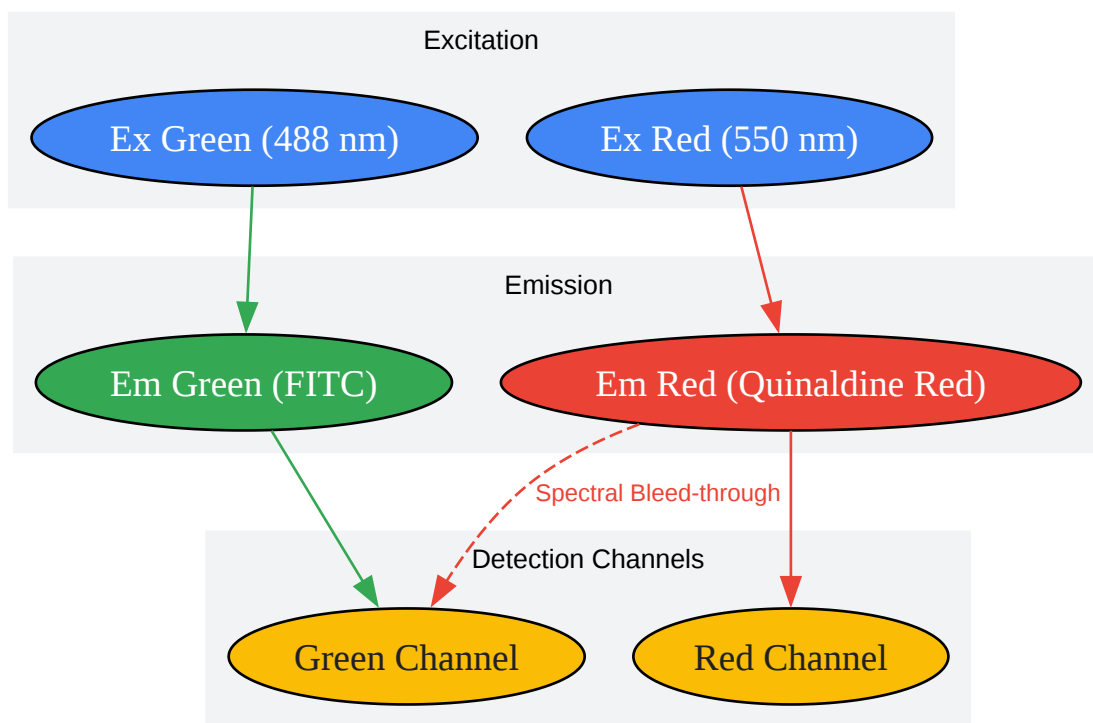 Excitation
Ex Green (488 nm)
Ex Red (550 nm)
Emission
Em Green (FITC)
Em Red (Quinaldine Red)
Spectral Bleed-through
Detection Channels
Green Channel
Red Channel